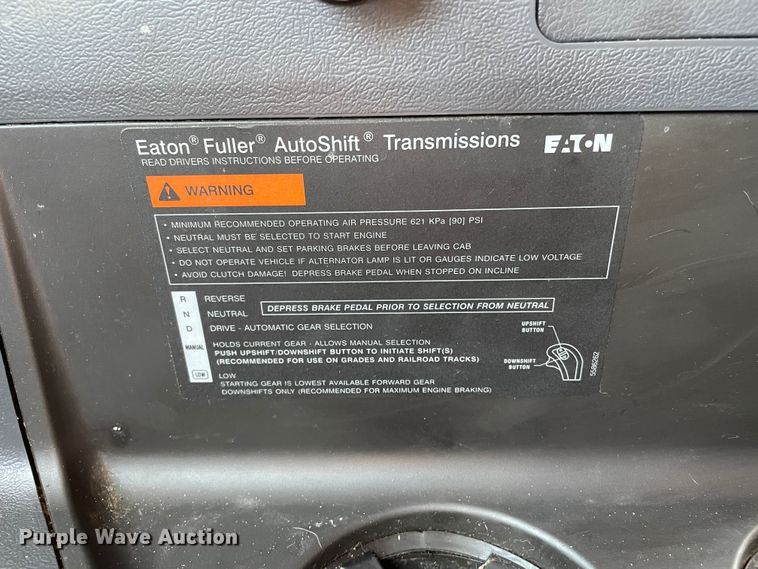 Eaton® Fuller® AutoShift® Transmissions
EATON
READ DRIVERS INSTRUCTIONS BEFORE OPERATING
WARNING
• MINIMUM RECOMMENDED OPERATING AIR PRESSURE 621 KPa [90] PSI
• NEUTRAL MUST BE SELECTED TO START ENGINE
• SELECT NEUTRAL AND SET PARKING BRAKES BEFORE LEAVING CAB
• DO NOT OPERATE VEHICLE IF ALTERNATOR LAMP IS LIT OR GAUGES INDICATE LOW VOLTAGE
• AVOID CLUTCH DAMAGE! DEPRESS BRAKE PEDAL WHEN STOPPED ON INCLINE
R REVERSE
N NEUTRAL DEPRESS BRAKE PEDAL PRIOR TO SELECTION FROM NEUTRAL
D DRIVE - AUTOMATIC GEAR SELECTION
MANUAL HOLDS CURRENT GEAR - ALLOWS MANUAL SELECTION
PUSH UPSHIFT/DOWNSHIFT BUTTON TO INITIATE SHIFT(S)
(RECOMMENDED FOR USE ON GRADES AND RAILROAD TRACKS)
LOW LOW
STARTING GEAR IS LOWEST AVAILABLE FORWARD GEAR
DOWNSHIFTS ONLY (RECOMMENDED FOR MAXIMUM ENGINE BRAKING)
UPSHIFT
BUTTON
DOWNSHIFT
BUTTON
5586262
Purple Wave Auction